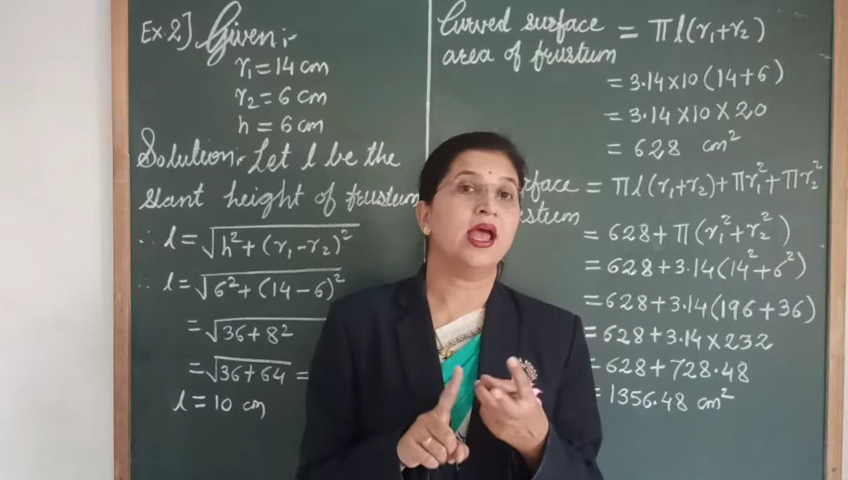 Ex.2] Given:-
r₁ = 14 cm
r₂ = 6 cm
h = 6 cm
Solution:- Let l be the
slant height of frustum
∴ l = √h² + (r₁ - r₂)²
∴ l = √6² + (14 - 6)²
= √36 + 8²
= √36 + 64 =
l = 10 cm
Curved surface
area of frustum = πl(r₁+r₂)
= 3.14×10(14+6)
= 3.14×10×20
= 628 cm²
= πl(r₁+r₂)+πr₁²+πr₂²
= 628 + π(r₁²+r₂²)
= 628 + 3.14(14²+6²)
= 628 + 3.14(196+36)
= 628 + 3.14×232
= 628 + 728.48
= 1356.48 cm²